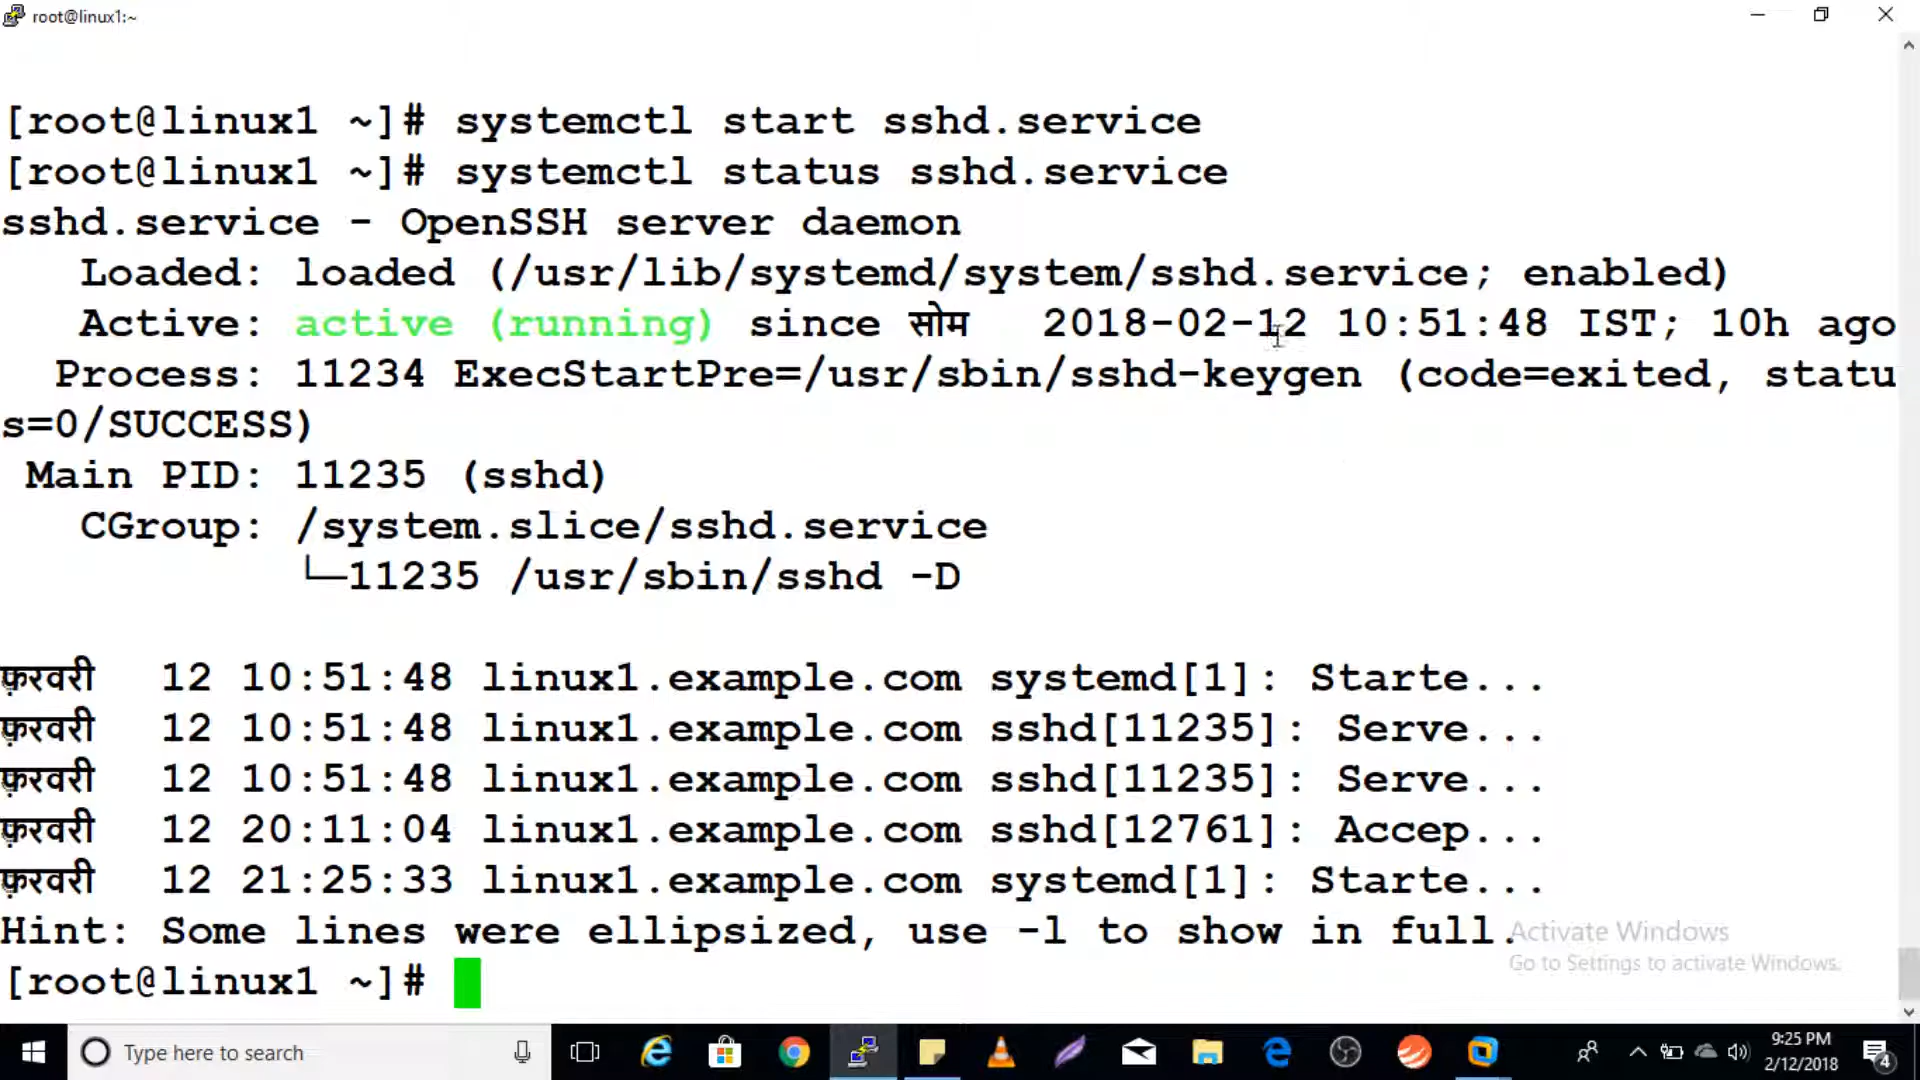 root@linux1:~
[root@linux1 ~]# systemctl start sshd.service
[root@linux1 ~]# systemctl status sshd.service
sshd.service - OpenSSH server daemon
Loaded: loaded (/usr/lib/systemd/system/sshd.service; enabled)
Active: active (running) since सोम 2018-02-12 10:51:48 IST; 10h ago
Process: 11234 ExecStartPre=/usr/sbin/sshd-keygen (code=exited, statu
s=0/SUCCESS)
Main PID: 11235 (sshd)
CGroup: /system.slice/sshd.service
└─11235 /usr/sbin/sshd -D
फ़रवरी 12 10:51:48 linux1.example.com systemd[1]: Starte...
फ़रवरी 12 10:51:48 linux1.example.com sshd[11235]: Serve...
फ़रवरी 12 10:51:48 linux1.example.com sshd[11235]: Serve...
फ़रवरी 12 20:11:04 linux1.example.com sshd[12761]: Accep...
फ़रवरी 12 21:25:33 linux1.example.com systemd[1]: Starte...
Hint: Some lines were ellipsized, use -l to show in full.
[root@linux1 ~]#
Activate Windows
Go to Settings to activate Windows.
Type here to search
9:25 PM
2/12/2018
4